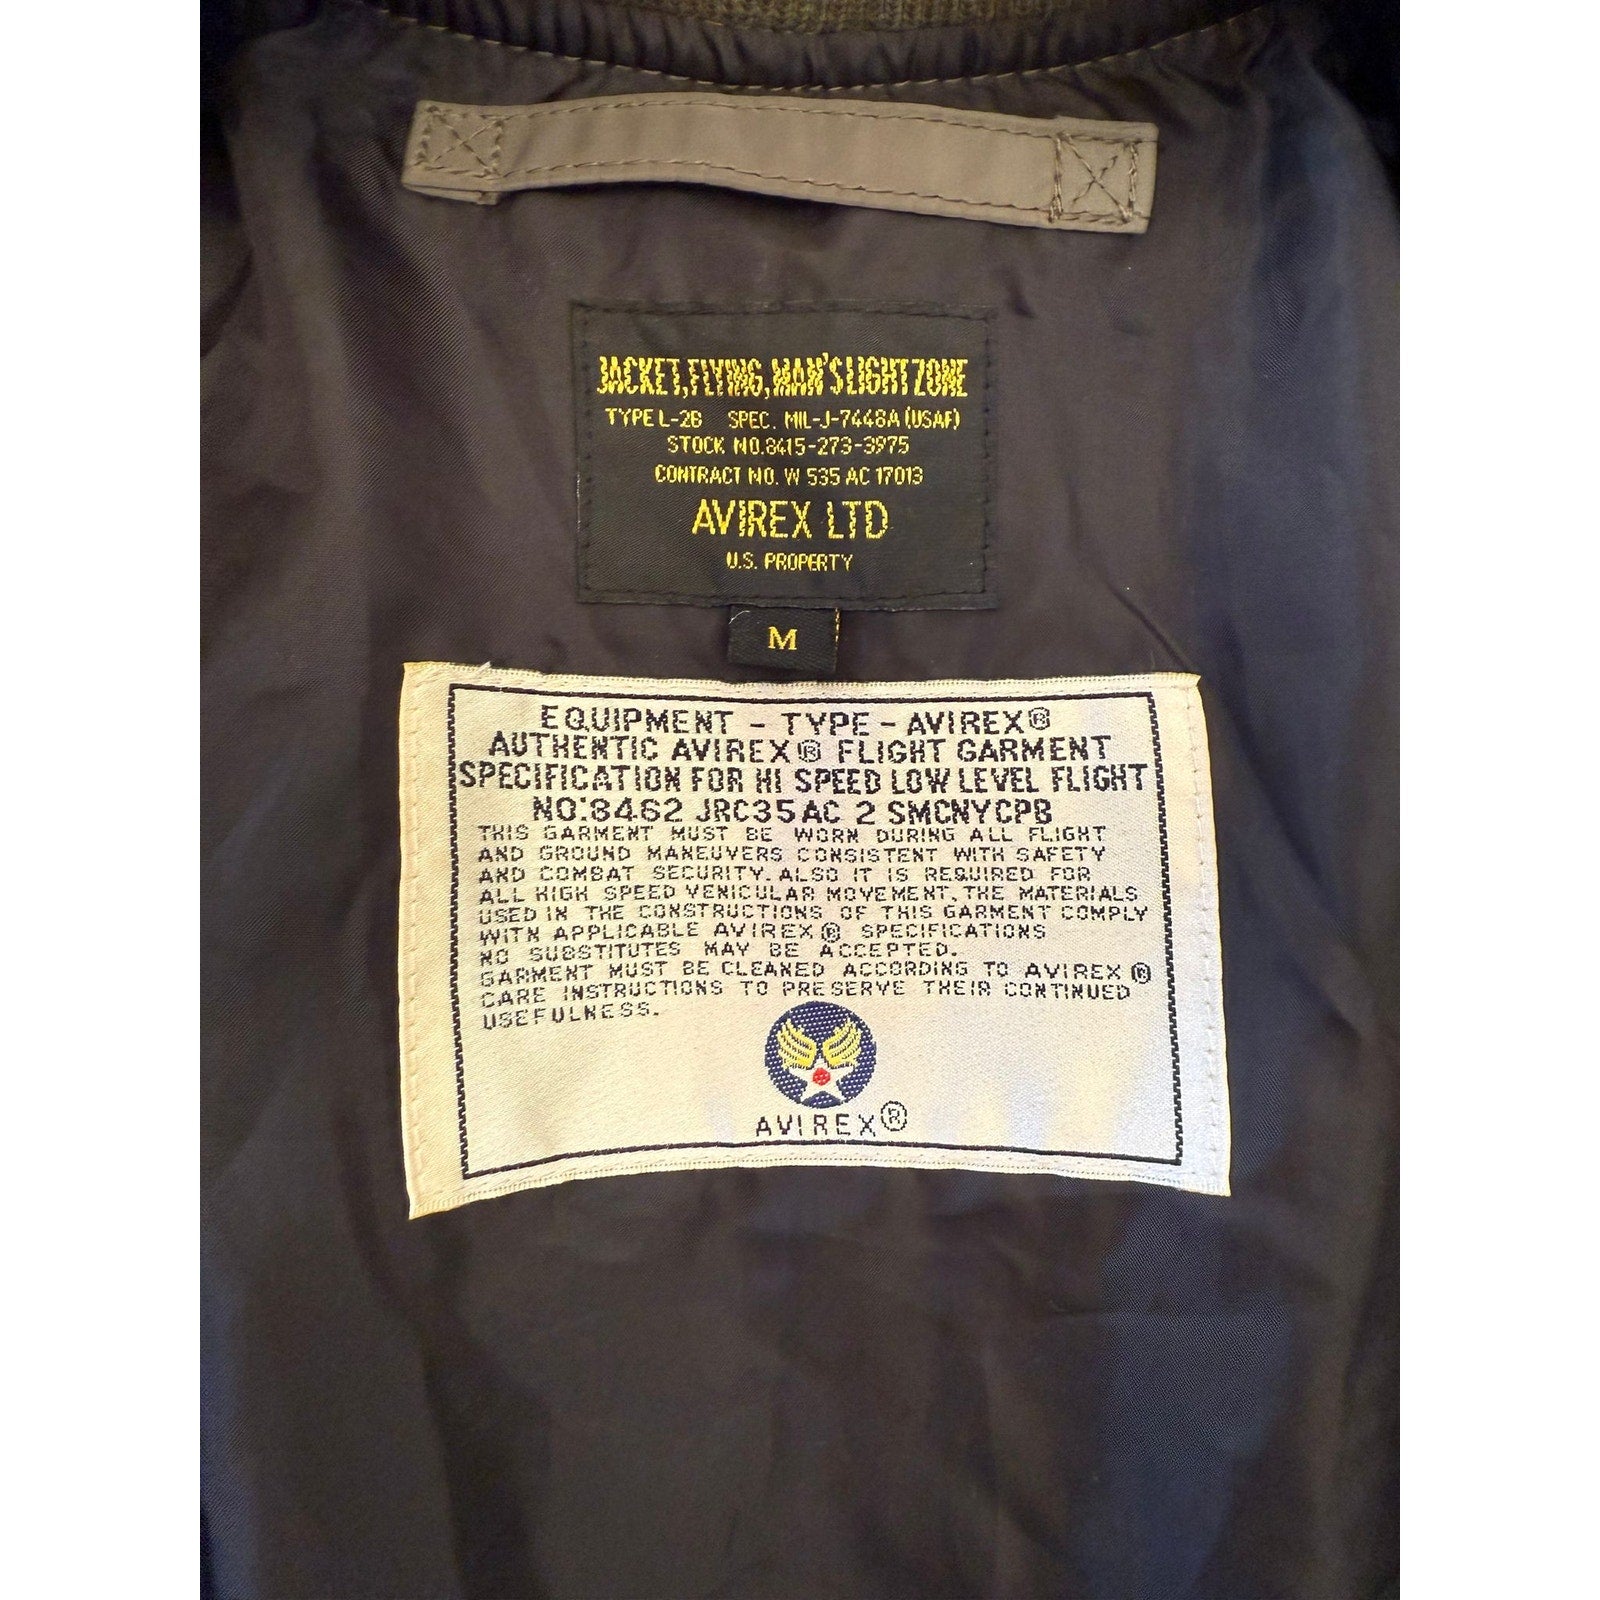 JACKET,FLYING,MAN'S LIGHT ZONE
TYPE L-2B SPEC. MIL-J-7448A (USAF)
STOCK NO.8415-273-3975
CONTRACT NO. W 535 AC 17013
AVIREX LTD
U.S. PROPERTY
M
EQUIPMENT - TYPE - AVIREX®
AUTHENTIC AVIREX® FLIGHT GARMENT
SPECIFICATION FOR HI SPEED LOW LEVEL FLIGHT
NO:8462 JRC35AC 2 SMCNYCPB
THIS GARMENT MUST BE WORN DURING ALL FLIGHT
AND GROUND MANEUVERS CONSISTENT WITH SAFETY
AND COMBAT SECURITY. ALSO IT IS REQUIRED FOR
ALL HIGH SPEED VENICULAR MOVEMENT, THE MATERIALS
USED IN THE CONSTRUCTIONS OF THIS GARMENT COMPLY
WITH APPLICABLE AVIREX® SPECIFICATIONS
NO SUBSTITUTES MAY BE ACCEPTED.
GARMENT MUST BE CLEANED ACCORDING TO AVIREX®
CARE INSTRUCTIONS TO PRESERVE THEIR CONTINUED
USEFULNESS.
AVIREX®